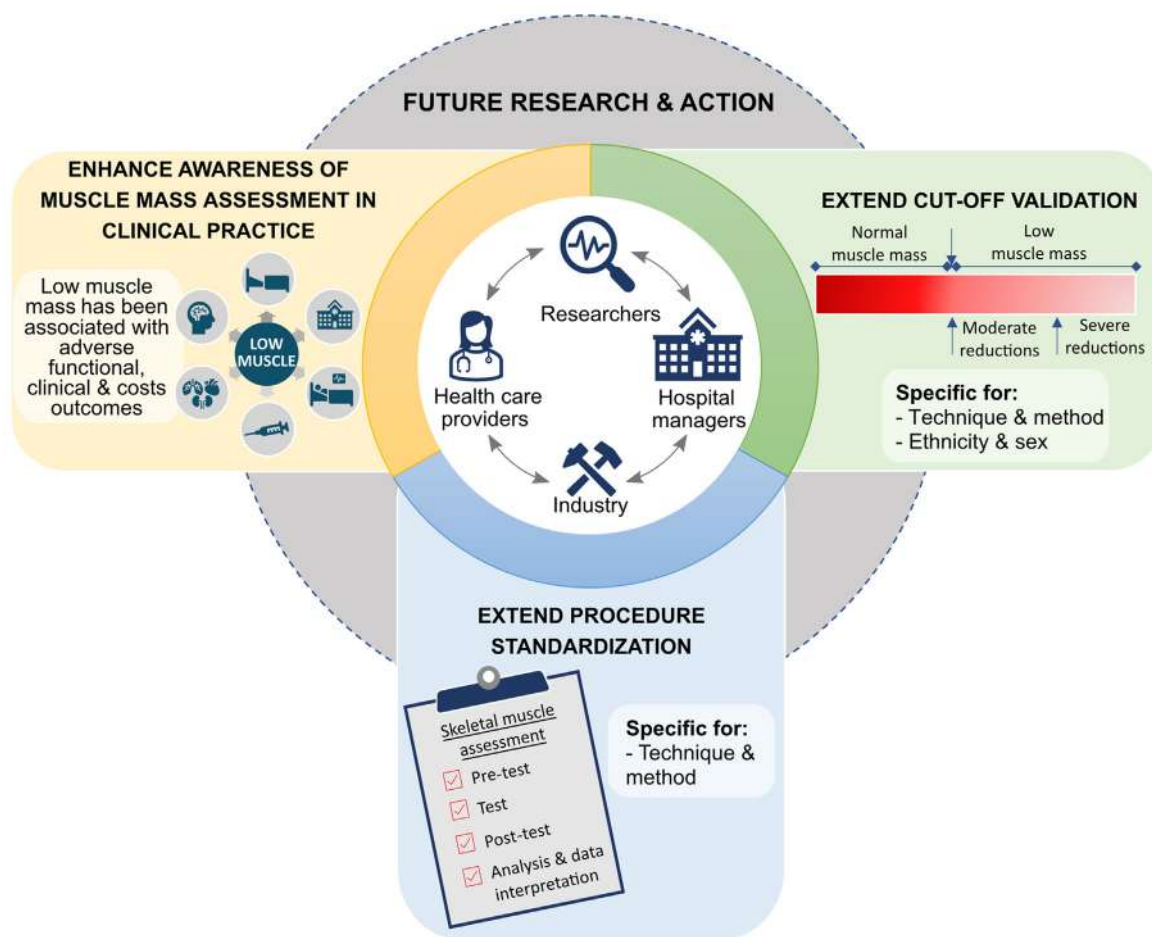 FUTURE RESEARCH & ACTION
ENHANCE AWARENESS OF
MUSCLE MASS ASSESSMENT IN
CLINICAL PRACTICE
Low muscle
mass has been
associated with
adverse
functional,
clinical & costs
outcomes
LOW
MUSCLE
Researchers
Health care
providers
Hospital
managers
Industry
EXTEND CUT-OFF VALIDATION
Normal
muscle mass
Low
muscle mass
Moderate
reductions
Severe
reductions
Specific for:
- Technique & method
- Ethnicity & sex
EXTEND PROCEDURE
STANDARDIZATION
Skeletal muscle
assessment
Pre-test
Test
Post-test
Analysis & data
interpretation
Specific for:
- Technique &
method